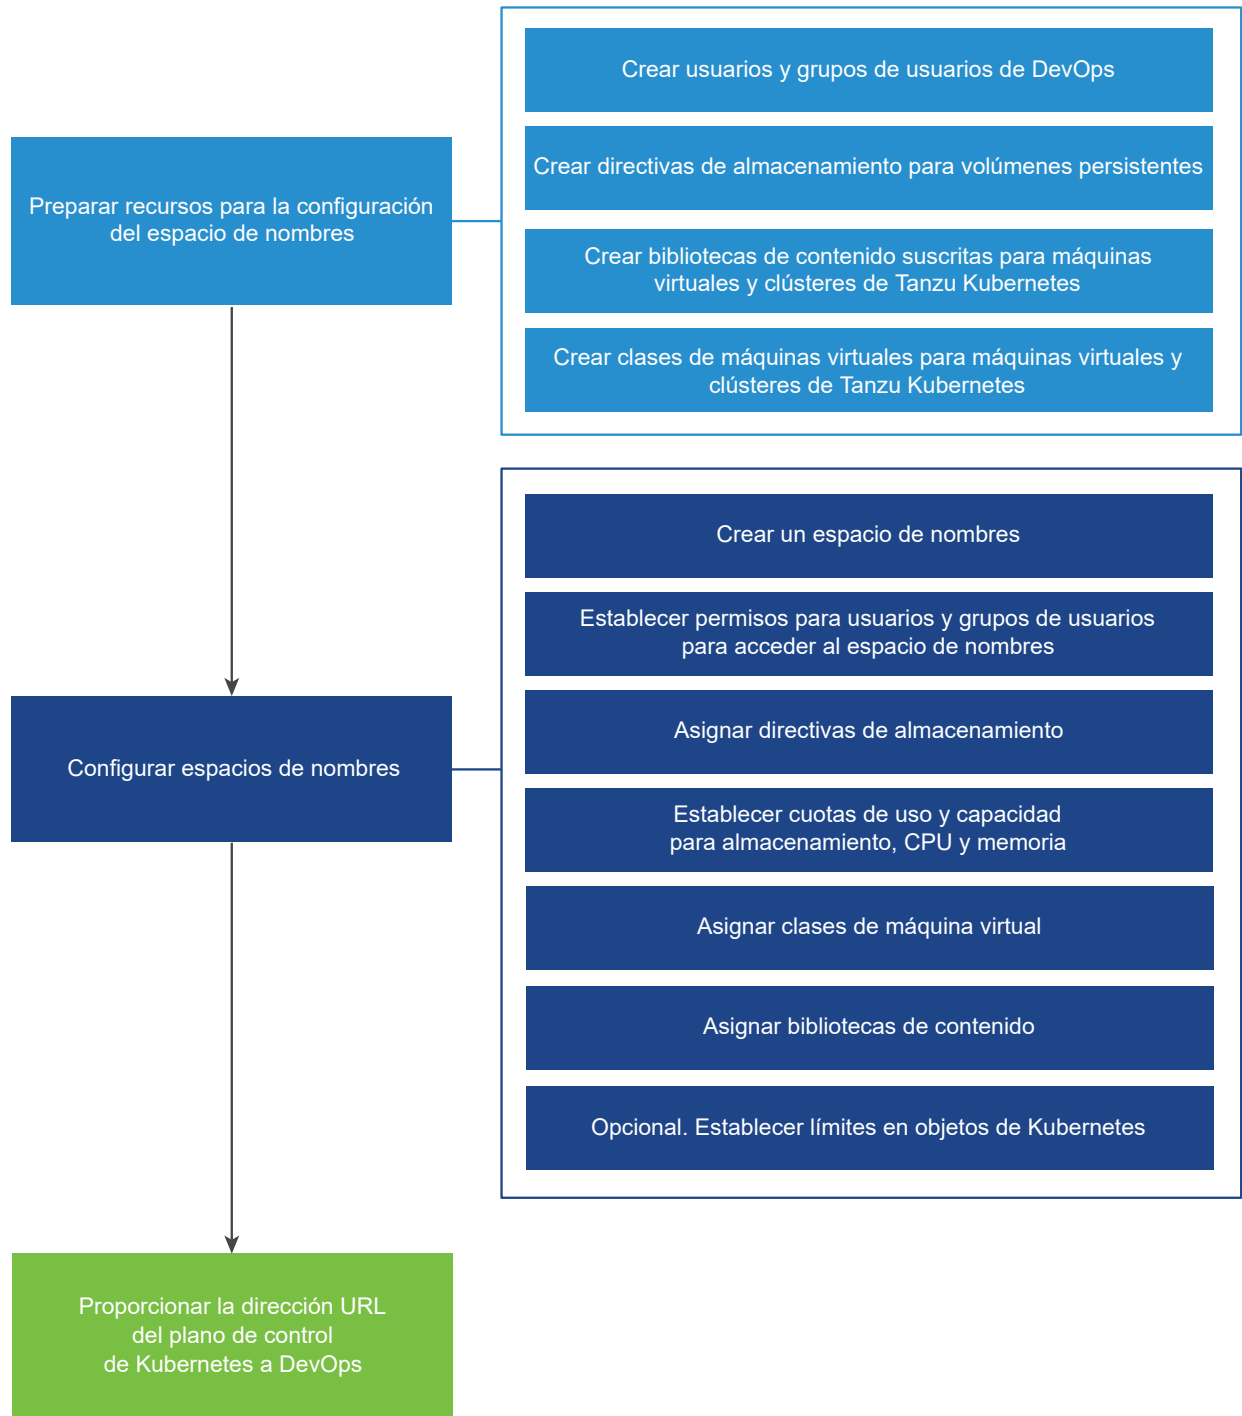 Preparar recursos para la configuración
del espacio de nombres
Crear usuarios y grupos de usuarios de DevOps
Crear directivas de almacenamiento para volúmenes persistentes
Crear bibliotecas de contenido suscritas para máquinas
virtuales y clústeres de Tanzu Kubernetes
Crear clases de máquinas virtuales para máquinas virtuales y
clústeres de Tanzu Kubernetes
Configurar espacios de nombres
Crear un espacio de nombres
Establecer permisos para usuarios y grupos de usuarios
para acceder al espacio de nombres
Asignar directivas de almacenamiento
Establecer cuotas de uso y capacidad
para almacenamiento, CPU y memoria
Asignar clases de máquina virtual
Asignar bibliotecas de contenido
Opcional. Establecer límites en objetos de Kubernetes
Proporcionar la dirección URL
del plano de control
de Kubernetes a DevOps